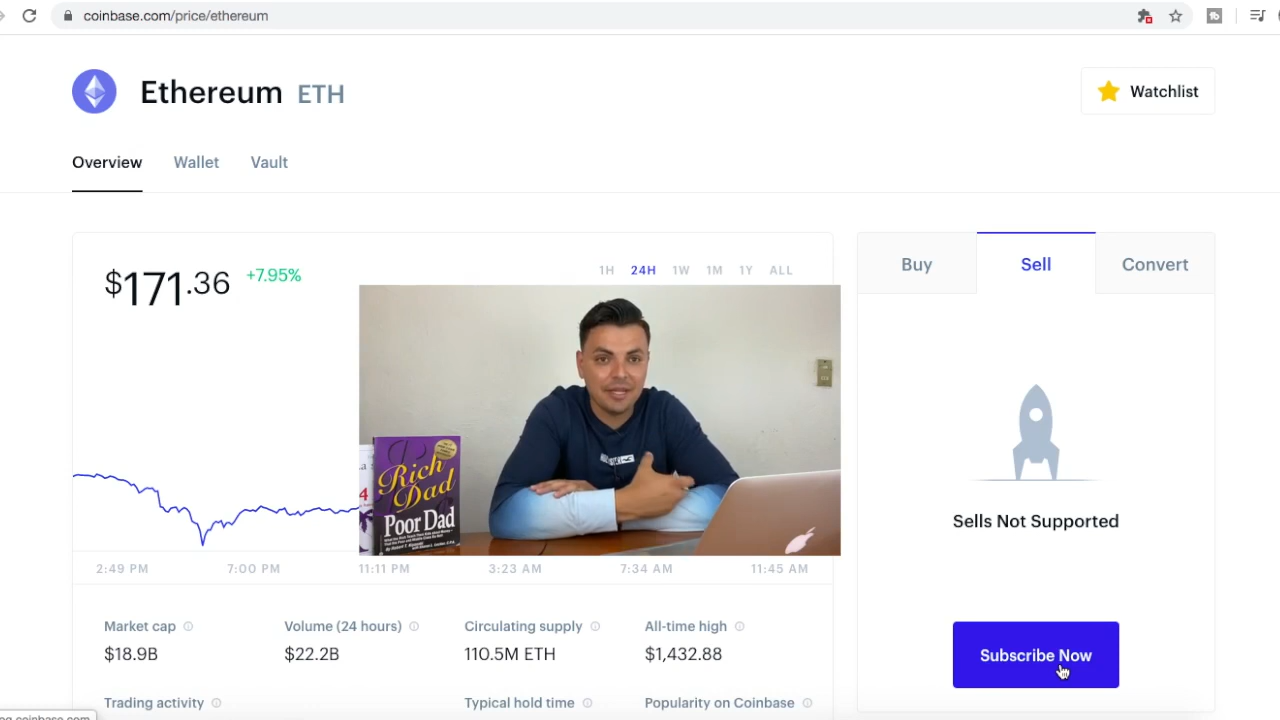 coinbase.com/price/ethereum
Ethereum ETH
Watchlist
Overview Wallet Vault
$171.36 +7.95%
1H 24H 1W 1M 1Y ALL
Buy Sell Convert
Rich
Dad
Poor Dad
4
Sells Not Supported
2:49 PM 7:00 PM 11:11 PM 3:23 AM 7:34 AM 11:45 AM
Market cap Volume (24 hours) Circulating supply All-time high
$18.9B $22.2B 110.5M ETH $1,432.88
Subscribe Now
Trading activity Typical hold time Popularity on Coinbase